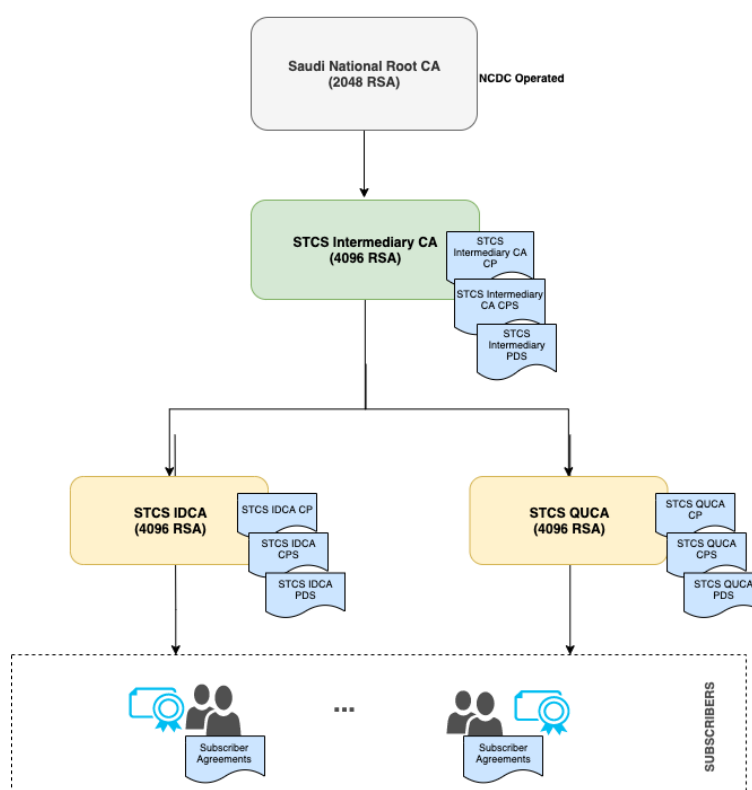 Saudi National Root CA
(2048 RSA)
NCDC Operated
STCS Intermediary CA
(4096 RSA)
STCS
Intermediary CA
CP
STCS Intermediary
CA CPS
STCS
Intermediary
PDS
STCS IDCA
(4096 RSA)
STCS IDCA CP
STCS IDCA
CPS
STCS IDCA
PDS
STCS QUCA
(4096 RSA)
STCS QUCA
CP
STCS QUCA
CPS
STCS QUCA
PDS
...
Subscriber
Agreements
Subscriber
Agreements
SUBSCRIBERS